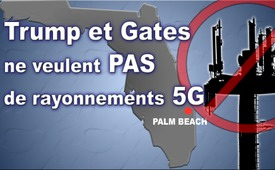 Trump et Gates
ne veulent PAS
de rayonnements 5G
PALM BEACH